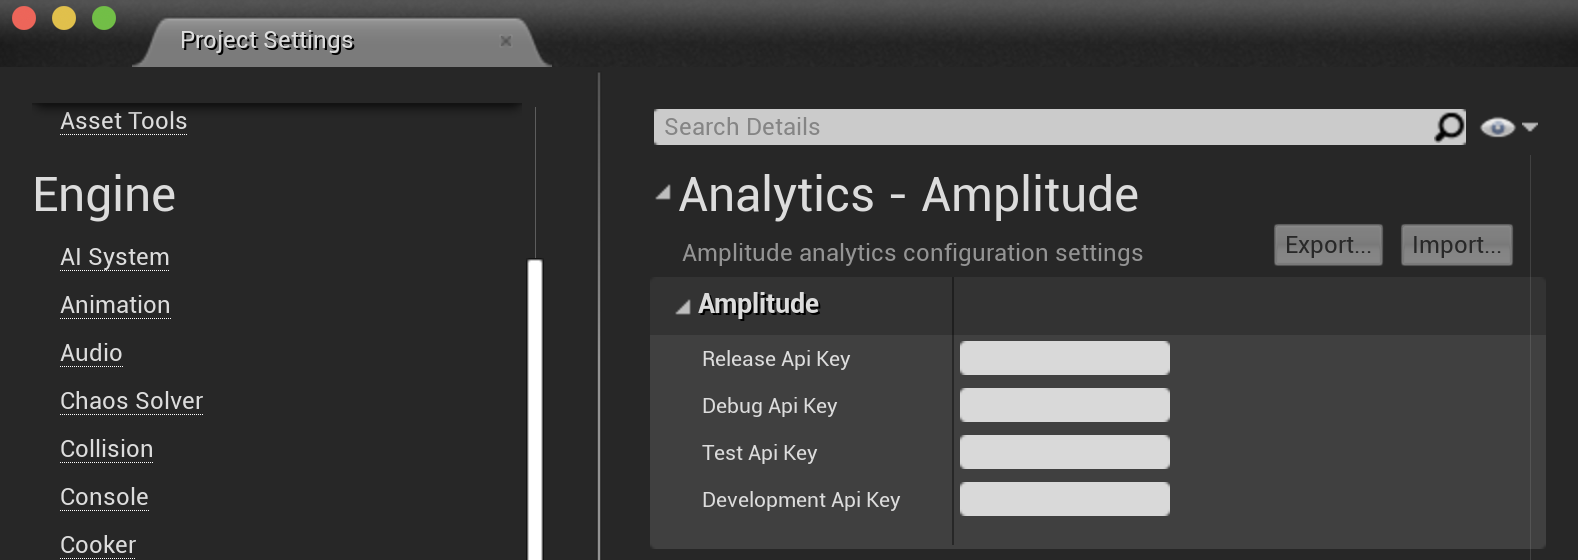 Project Settings
Asset Tools
Engine
AI System
Animation
Audio
Chaos Solver
Collision
Console
Cooker
Search Details
Analytics - Amplitude
Amplitude analytics configuration settings
Export...
Import...
Amplitude
Release Api Key
Debug Api Key
Test Api Key
Development Api Key